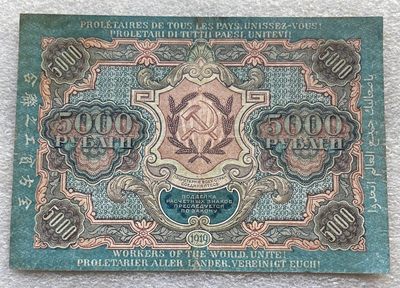 PROLÉTAIRES DE TOUS LES PAYS, UNISSEZ-VOUS!
PROLETARI DI TUTTI I PAESI, UNITEVI!
5000
5000
5000
РУБЛЕЙ
5000
РУБЛЕЙ
ПОДДЕЛКА
РАСЧЕТНЫХ ЗНАКОВ
ПРЕСЛЕДУЕТСЯ
ПО ЗАКОНУ
5000
1919
5000
WORKERS OF THE WORLD, UNITE!
PROLETARIER ALLER LÄNDER, VEREINIGT EUCH!